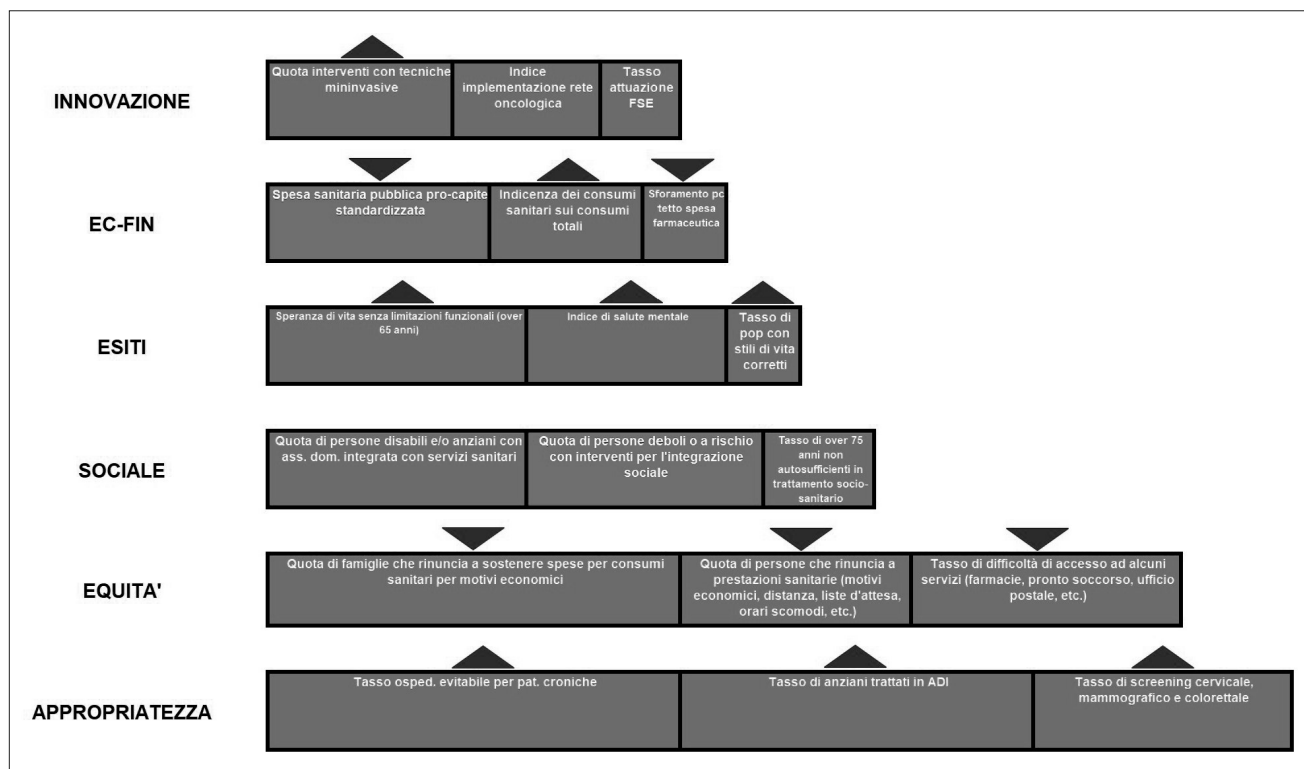 INNOVAZIONE
Quota interventi con tecniche
mininvasive
Indice
implementazione rete
oncologica
Tasso
attuazione
FSE
EC-FIN
Spesa sanitaria pubblica pro-capite
standardizzata
Indicenza dei consumi
sanitari sui consumi
totali
Sforamento pc
tetto spesa
farmaceutica
ESITI
Speranza di vita senza limitazioni funzionali (over
65 anni)
Indice di salute mentale
Tasso di
pop con
stili di vita
corretti
SOCIALE
Quota di persone disabili e/o anziani con
ass. dom. integrata con servizi sanitari
Quota di persone deboli o a rischio
con interventi per l'integrazione
sociale
Tasso di over 75
anni non
autosufficienti in
trattamento socio-
sanitario
EQUITA'
Quota di famiglie che rinuncia a sostenere spese per consumi
sanitari per motivi economici
Quota di persone che rinuncia a
prestazioni sanitarie (motivi
economici, distanza, liste d'attesa,
orari scomodi, etc.)
Tasso di difficoltà di accesso ad alcuni
servizi (farmacie, pronto soccorso, ufficio
postale, etc.)
APPROPRIATEZZA
Tasso osped. evitabile per pat. croniche
Tasso di anziani trattati in ADI
Tasso di screening cervicale,
mammografico e colorettale